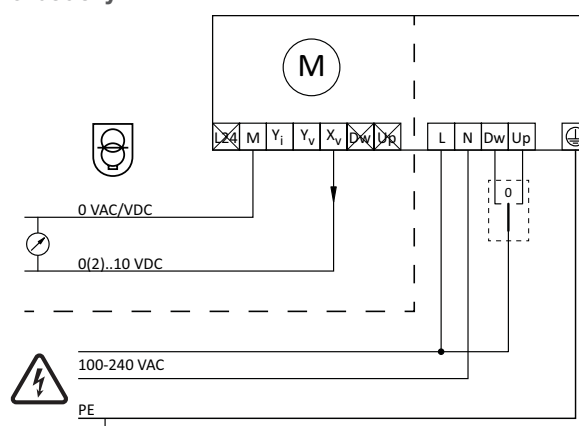 M
L24 M Yi Yv Xv Dw Up L N Dw Up
0
0 VAC/VDC
0(2)..10 VDC
100-240 VAC
PE